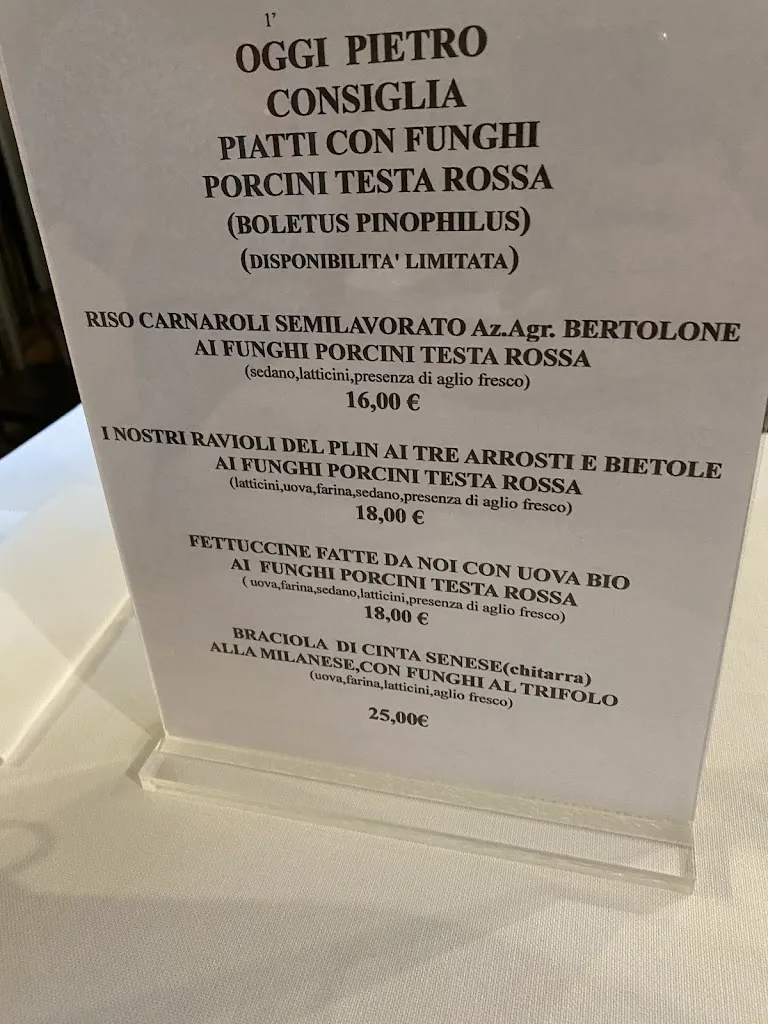 1'
OGGI PIETRO
CONSIGLIA
PIATTI CON FUNGHI
PORCINI TESTA ROSSA
(BOLETUS PINOPHILUS)
(DISPONIBILITA' LIMITATA)
RISO CARNAROLI SEMILAVORATO Az.Agr. BERTOLONE
AI FUNGHI PORCINI TESTA ROSSA
(sedano,latticini,presenza di aglio fresco)
16,00 €
I NOSTRI RAVIOLI DEL PLIN AI TRE ARROSTI E BIETOLE
AI FUNGHI PORCINI TESTA ROSSA
(latticini,uova,farina,sedano,presenza di aglio fresco)
18,00 €
FETTUCCINE FATTE DA NOI CON UOVA BIO
AI FUNGHI PORCINI TESTA ROSSA
( uova,farina,sedano,latticini,presenza di aglio fresco)
18,00 €
BRACIOLA DI CINTA SENESE(chitarra)
ALLA MILANESE,CON FUNGHI AL TRIFOLO
(uova,farina,latticini,aglio fresco)
25,00€